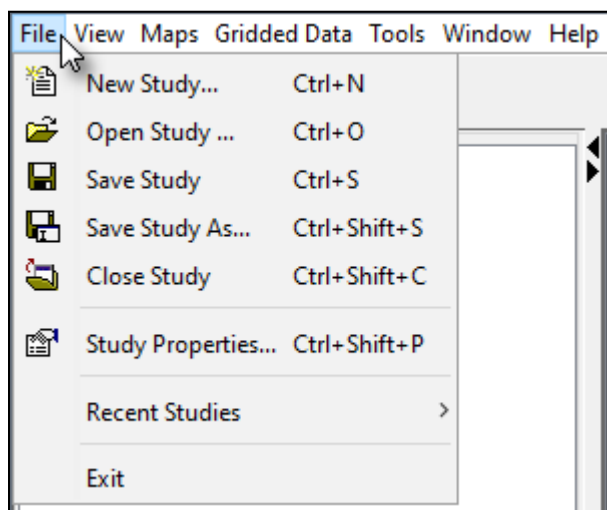 File View Maps Gridded Data Tools Window Help
New Study... Ctrl+N
Open Study ... Ctrl+O
Save Study Ctrl+S
Save Study As... Ctrl+Shift+S
Close Study Ctrl+Shift+C
Study Properties... Ctrl+Shift+P
Recent Studies
Exit